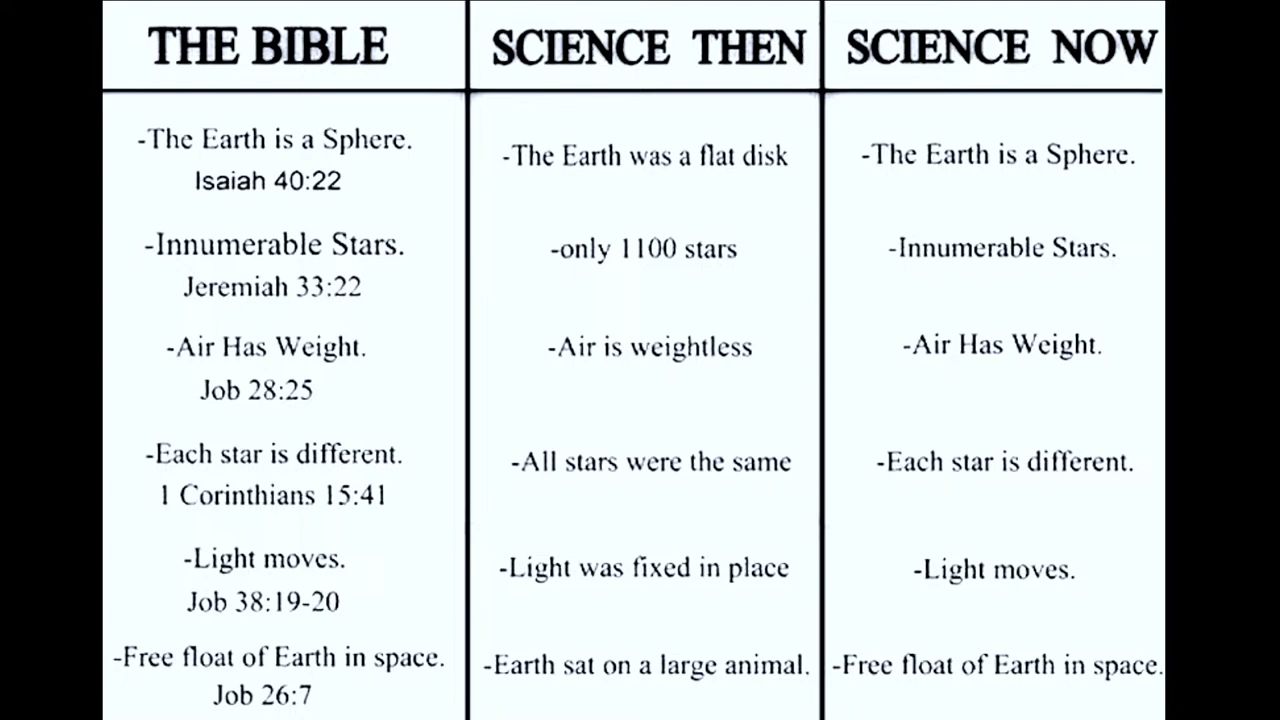 THE BIBLE
SCIENCE THEN
SCIENCE NOW
-The Earth is a Sphere.
Isaiah 40:22
-The Earth was a flat disk
-The Earth is a Sphere.
-Innumerable Stars.
Jeremiah 33:22
-only 1100 stars
-Innumerable Stars.
-Air Has Weight.
Job 28:25
-Air is weightless
-Air Has Weight.
-Each star is different.
1 Corinthians 15:41
-All stars were the same
-Each star is different.
-Light moves.
Job 38:19-20
-Light was fixed in place
-Light moves.
-Free float of Earth in space.
Job 26:7
-Earth sat on a large animal.
-Free float of Earth in space.